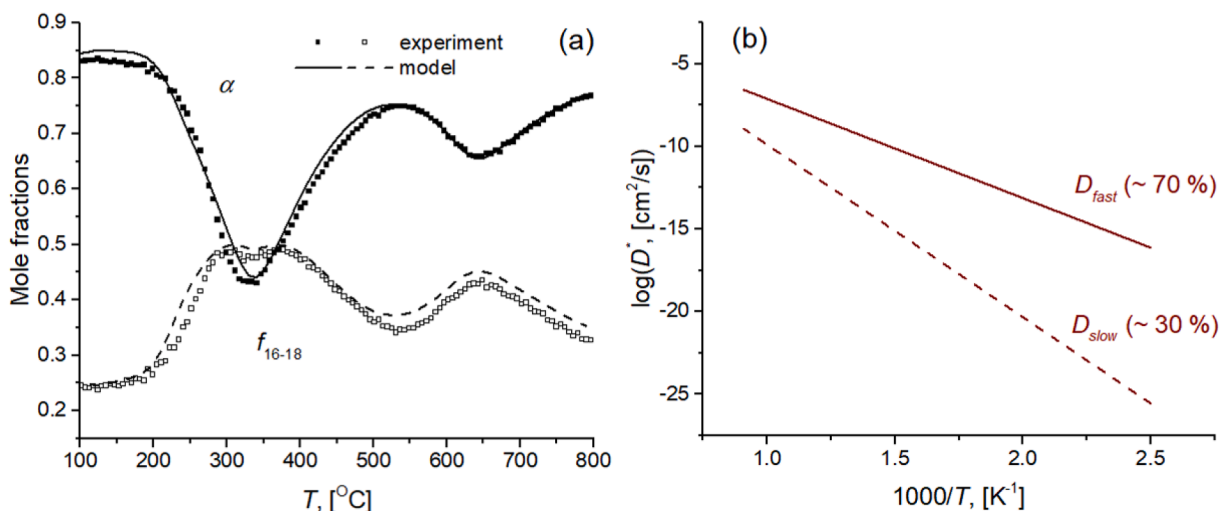 (a)
experiment
model
α
f16-18
Mole fractions
0.9
0.8
0.7
0.6
0.5
0.4
0.3
0.2
100 200 300 400 500 600 700 800
T, [OC]
(b)
log(D*, [cm2/s])
-5
-10
-15
-20
-25
Dfast (~ 70 %)
Dslow (~ 30 %)
1.0 1.5 2.0 2.5
1000/T, [K-1]